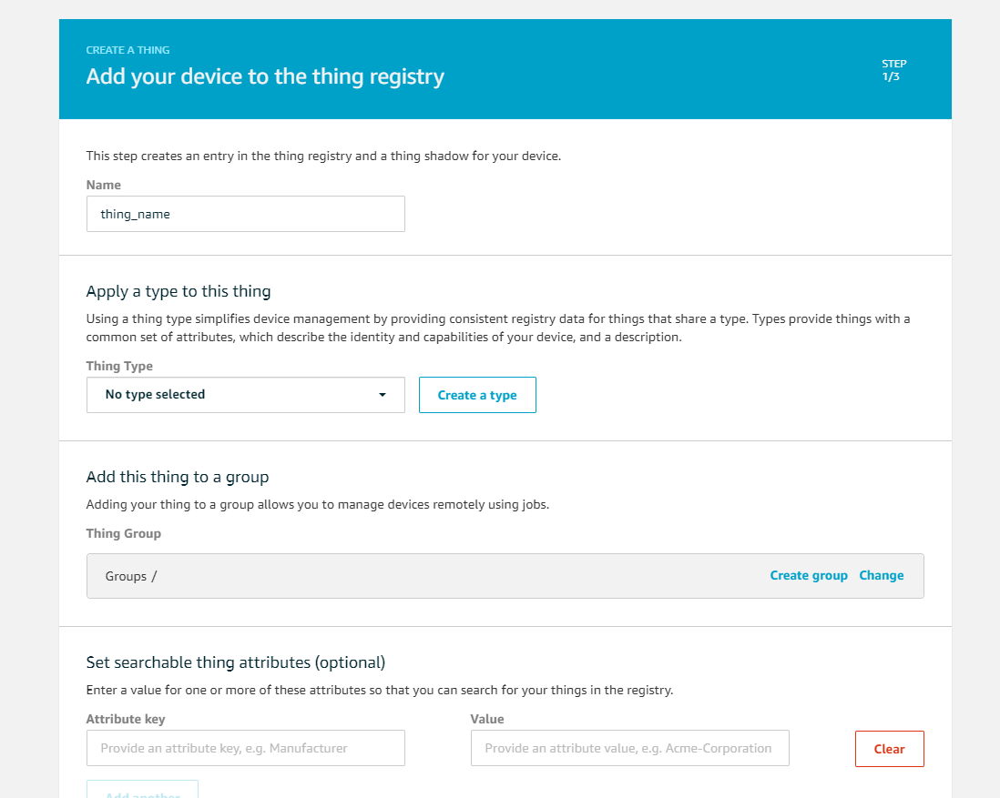 CREATE A THING
Add your device to the thing registry
STEP
1/3
This step creates an entry in the thing registry and a thing shadow for your device.
Name
thing_name
Apply a type to this thing
Using a thing type simplifies device management by providing consistent registry data for things that share a type. Types provide things with a
common set of attributes, which describe the identity and capabilities of your device, and a description.
Thing Type
No type selected
Create a type
Add this thing to a group
Adding your thing to a group allows you to manage devices remotely using jobs.
Thing Group
Groups /
Create group
Change
Set searchable thing attributes (optional)
Enter a value for one or more of these attributes so that you can search for your things in the registry.
Attribute key
Value
Provide an attribute key, e.g. Manufacturer
Provide an attribute value, e.g. Acme-Corporation
Clear
Add another